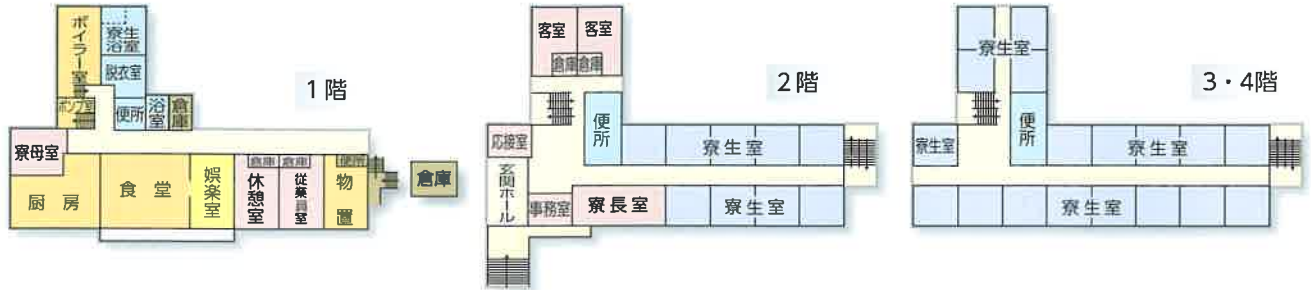 1階
ボイラー室
寮生浴室
脱衣室
ポンプ室
便所
浴室
倉庫
寮母室
厨房
食堂
娯楽室
倉庫
倉庫
休憩室
従業員室
便所
物置
倉庫
2階
客室
客室
倉庫
倉庫
便所
応接室
寮生室
玄関ホール
事務室
寮長室
寮生室
3・4階
寮生室
便所
寮生室
寮生室
寮生室